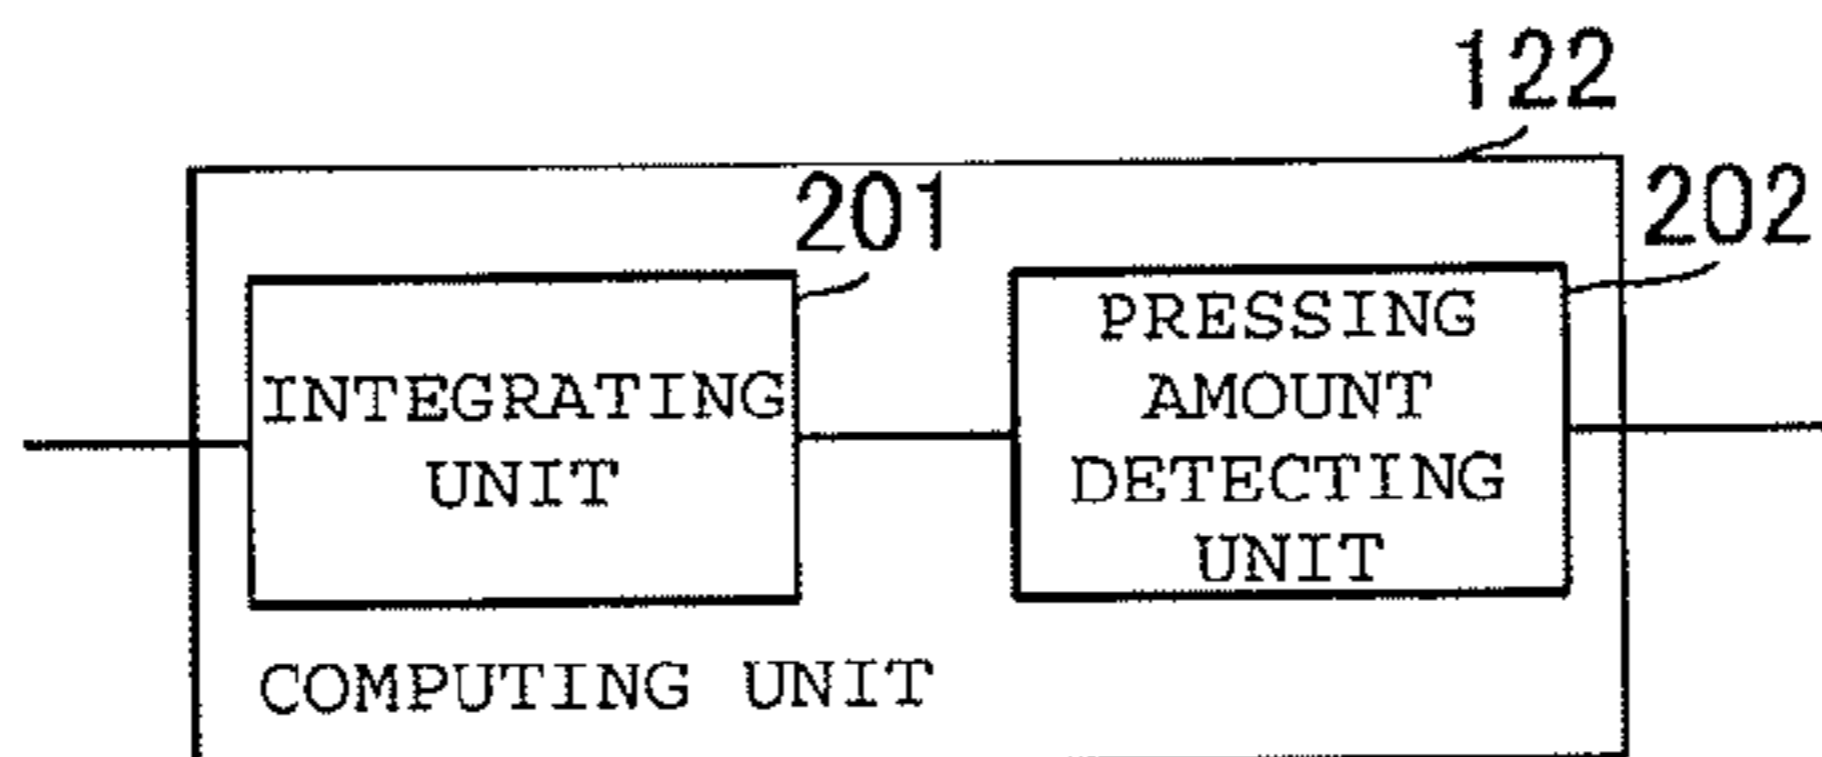 122
201
202
INTEGRATING
UNIT
PRESSING
AMOUNT
DETECTING
UNIT
COMPUTING UNIT